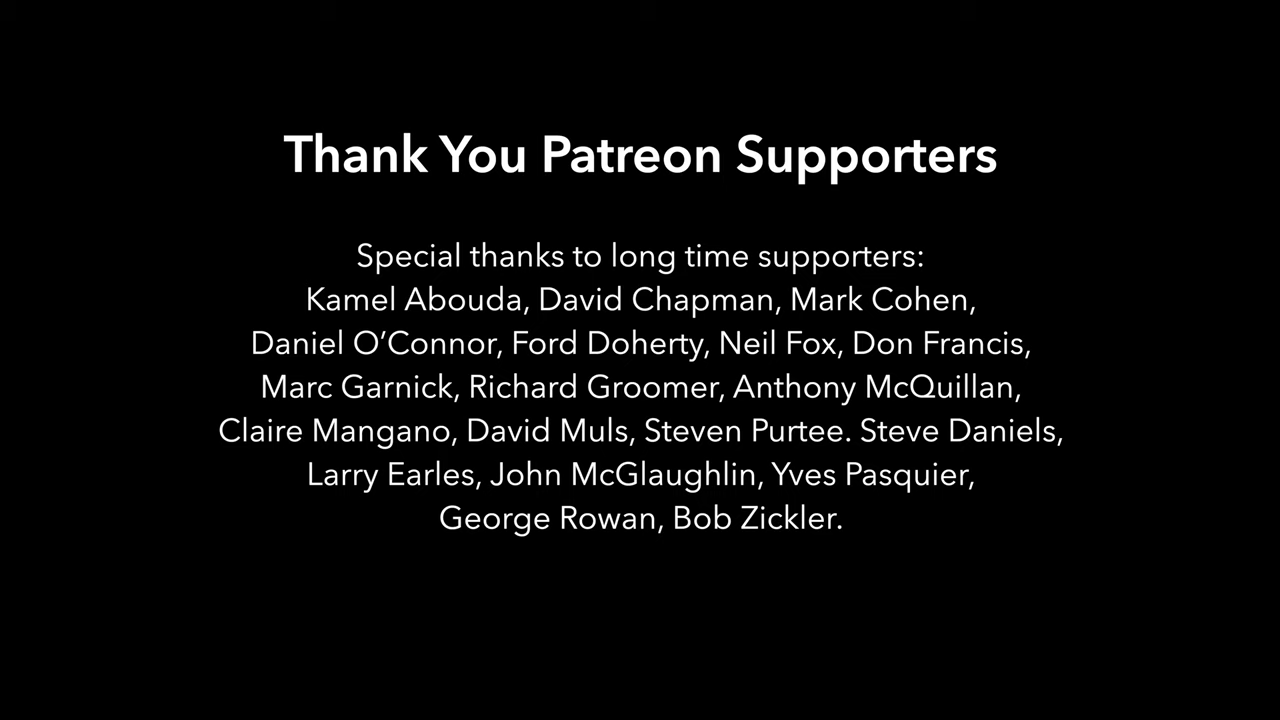 Thank You Patreon Supporters
Special thanks to long time supporters:
Kamel Abouda, David Chapman, Mark Cohen,
Daniel O’Connor, Ford Doherty, Neil Fox, Don Francis,
Marc Garnick, Richard Groomer, Anthony McQuillan,
Claire Mangano, David Muls, Steven Purtee. Steve Daniels,
Larry Earles, John McGlaughlin, Yves Pasquier,
George Rowan, Bob Zickler.